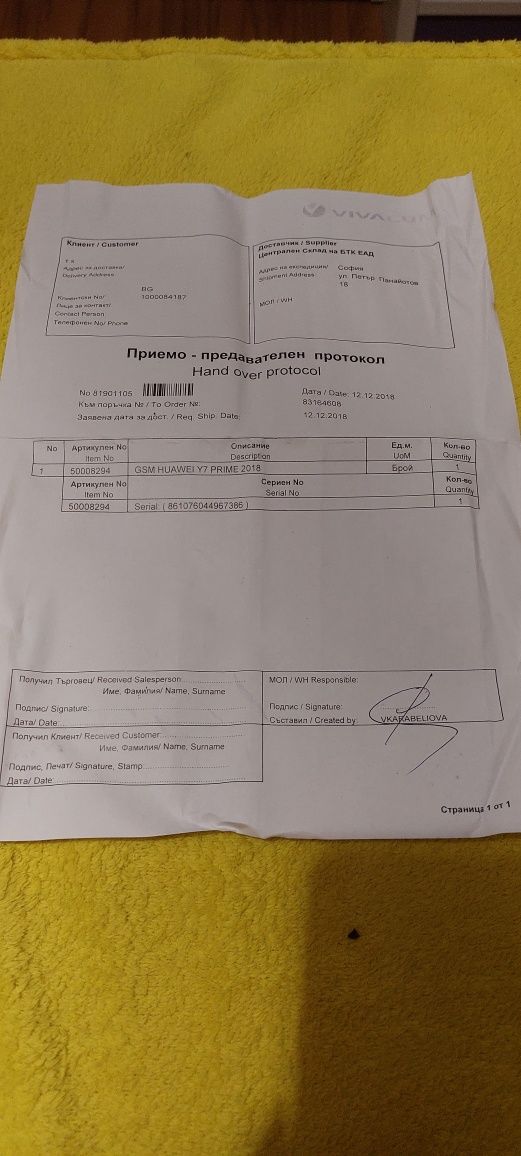 VIVACOM
Клиент / Customer
Адрес за доставка/
Delivery Address
BG
Клиентски No/ 1000084187
Лице за контакт/
Contact Person
Телефонен No/ Phone
Доставчик / Supplier
Централен Склад на БТК ЕАД
Адрес на експедиция/ София
Shipment Address ул. Петър Панайотов
18
МОЛ / WH
Приемо - предавателен протокол
Hand over protocol
No 81901105
Към поръчка № / To Order №:
Заявена дата за дост. / Req. Ship. Date:
Дата / Date: 12.12.2018
83164608
12.12.2018
No Артикулен No Описание Ед.м. Кол-во
Item No Description UoM Quantity
1 50008294 GSM HUAWEI Y7 PRIME 2018 Брой 1
Артикулен No Сериен No Кол-во
Item No Serial No Quantity
50008294 Serial: ( 861076044967386 ) 1
Получил Търговец/ Received Salesperson
Име, Фамилия/ Name, Surname
Подпис/ Signature:
Дата/ Date:
Получил Клиент/ Received Customer
Име, Фамилия/ Name, Surname
Подпис, Печат/ Signature, Stamp
Дата/ Date:
МОЛ / WH Responsible:
Подпис / Signature:
Съставил / Created by: VKARABELIOVA
Страница 1 от 1